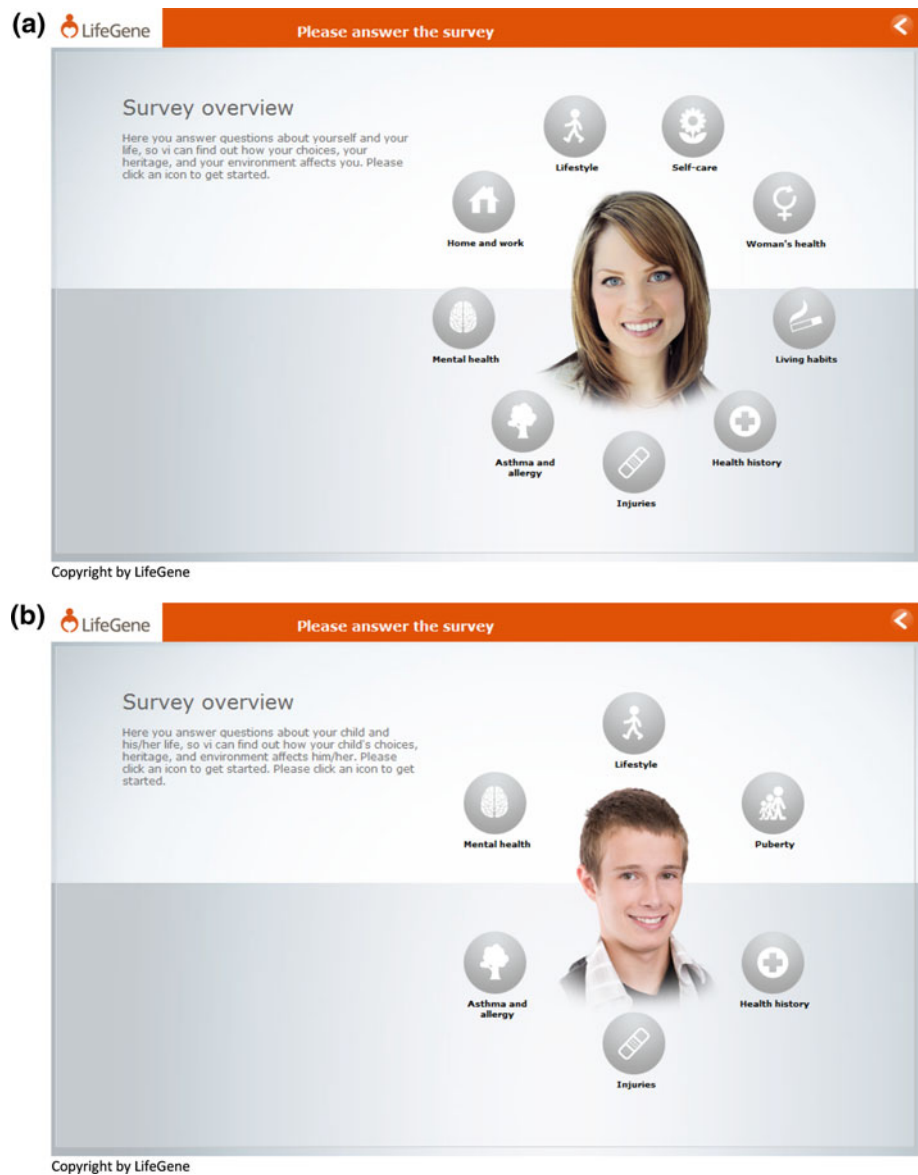 (a)
LifeGene
Please answer the survey
Survey overview
Here you answer questions about yourself and your
life, so vi can find out how your choices, your
heritage, and your environment affects you. Please
click an icon to get started.
Lifestyle
Self-care
Home and work
Woman's health
Mental health
Living habits
Asthma and
allergy
Health history
Injuries
Copyright by LifeGene
(b)
LifeGene
Please answer the survey
Survey overview
Here you answer questions about your child and
his/her life, so vi can find out how your child's choices,
heritage, and environment affects him/her. Please
click an icon to get started. Please click an icon to get
started.
Lifestyle
Mental health
Puberty
Asthma and
allergy
Health history
Injuries
Copyright by LifeGene